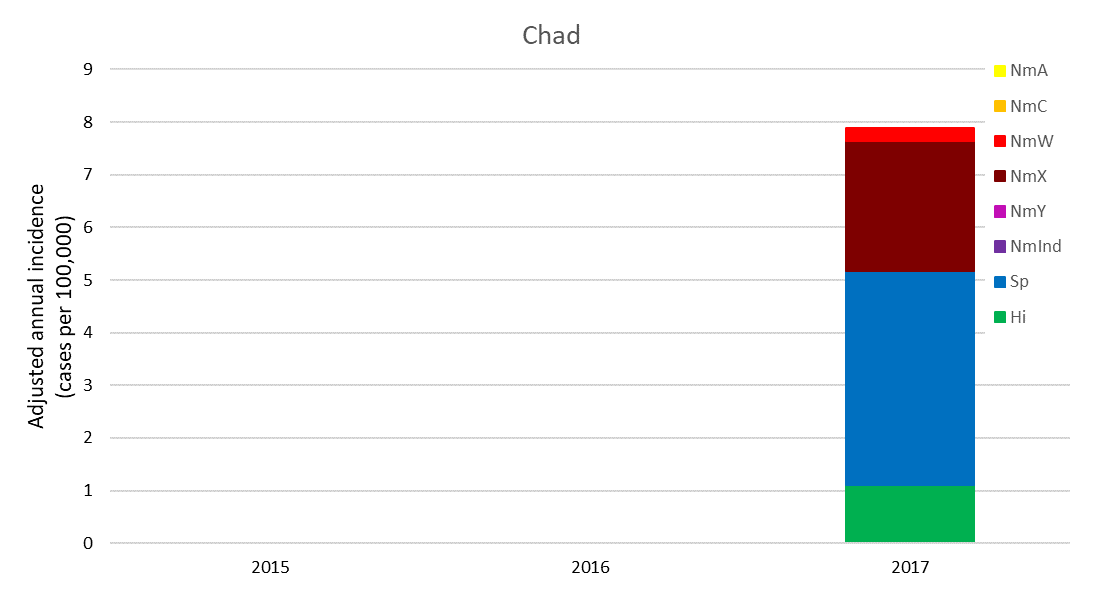 Chad
Adjusted annual incidence
(cases per 100,000)
9
8
7
6
5
4
3
2
1
0
2015
2016
2017
NmA
NmC
NmW
NmX
NmY
NmInd
Sp
Hi